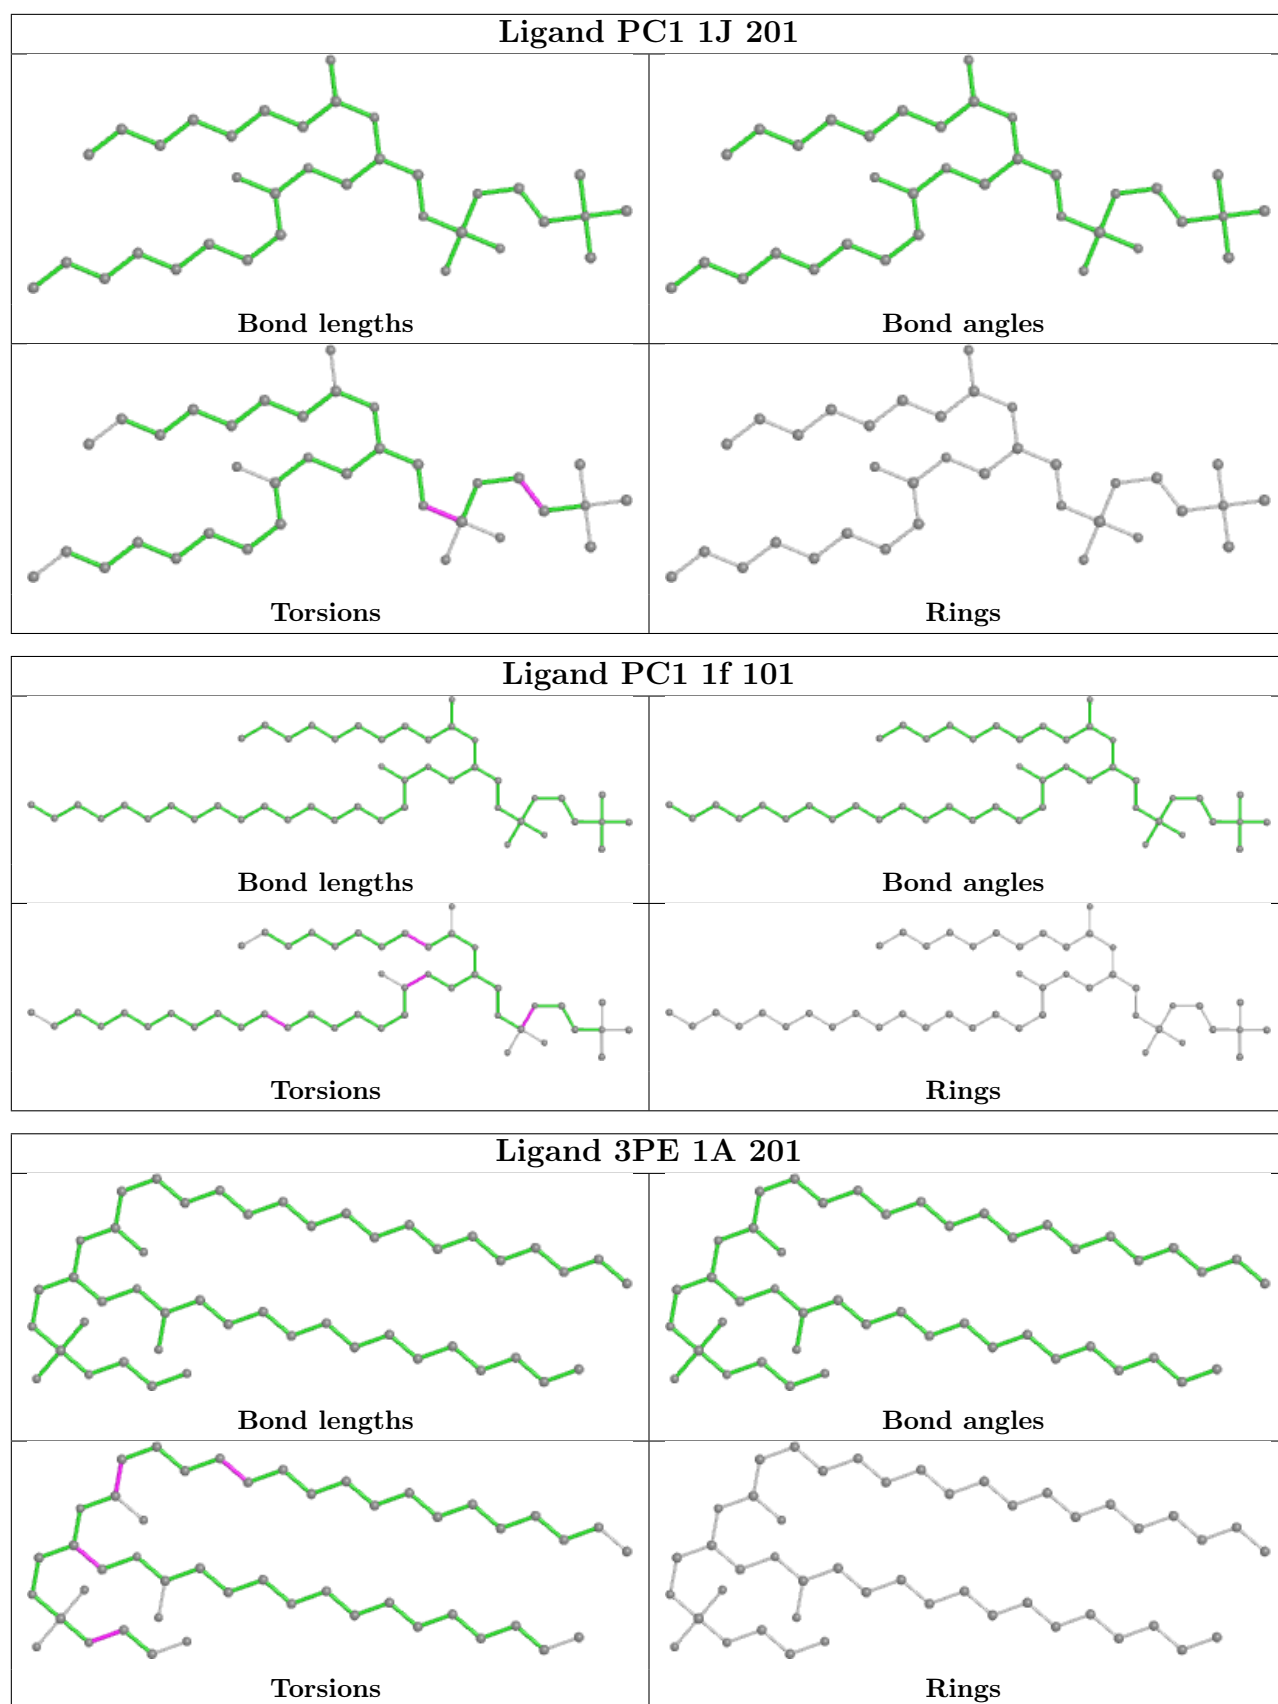 Ligand PC1 1J 201
Bond lengths
Bond angles
Torsions
Rings
Ligand PC1 1f 101
Bond lengths
Bond angles
Torsions
Rings
Ligand 3PE 1A 201
Bond lengths
Bond angles
Torsions
Rings